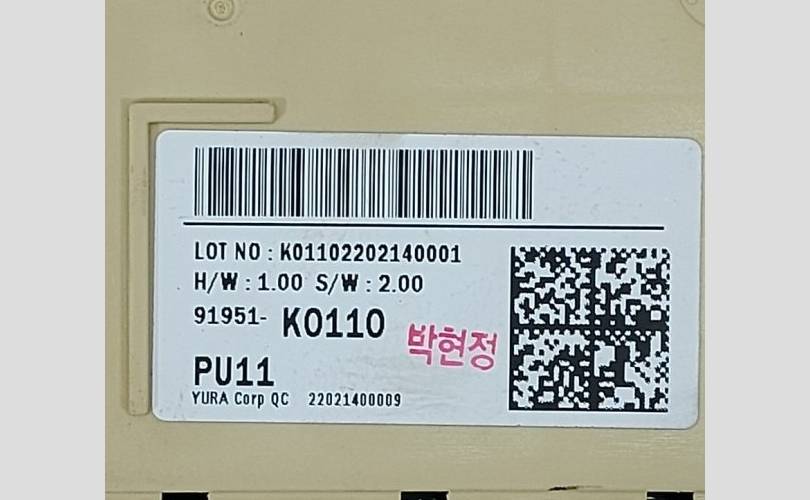 LOT NO : K01102202140001
H/W : 1.00 S/W : 2.00
91951- K0110
박현정
PU11
YURA Corp QC 22021400009